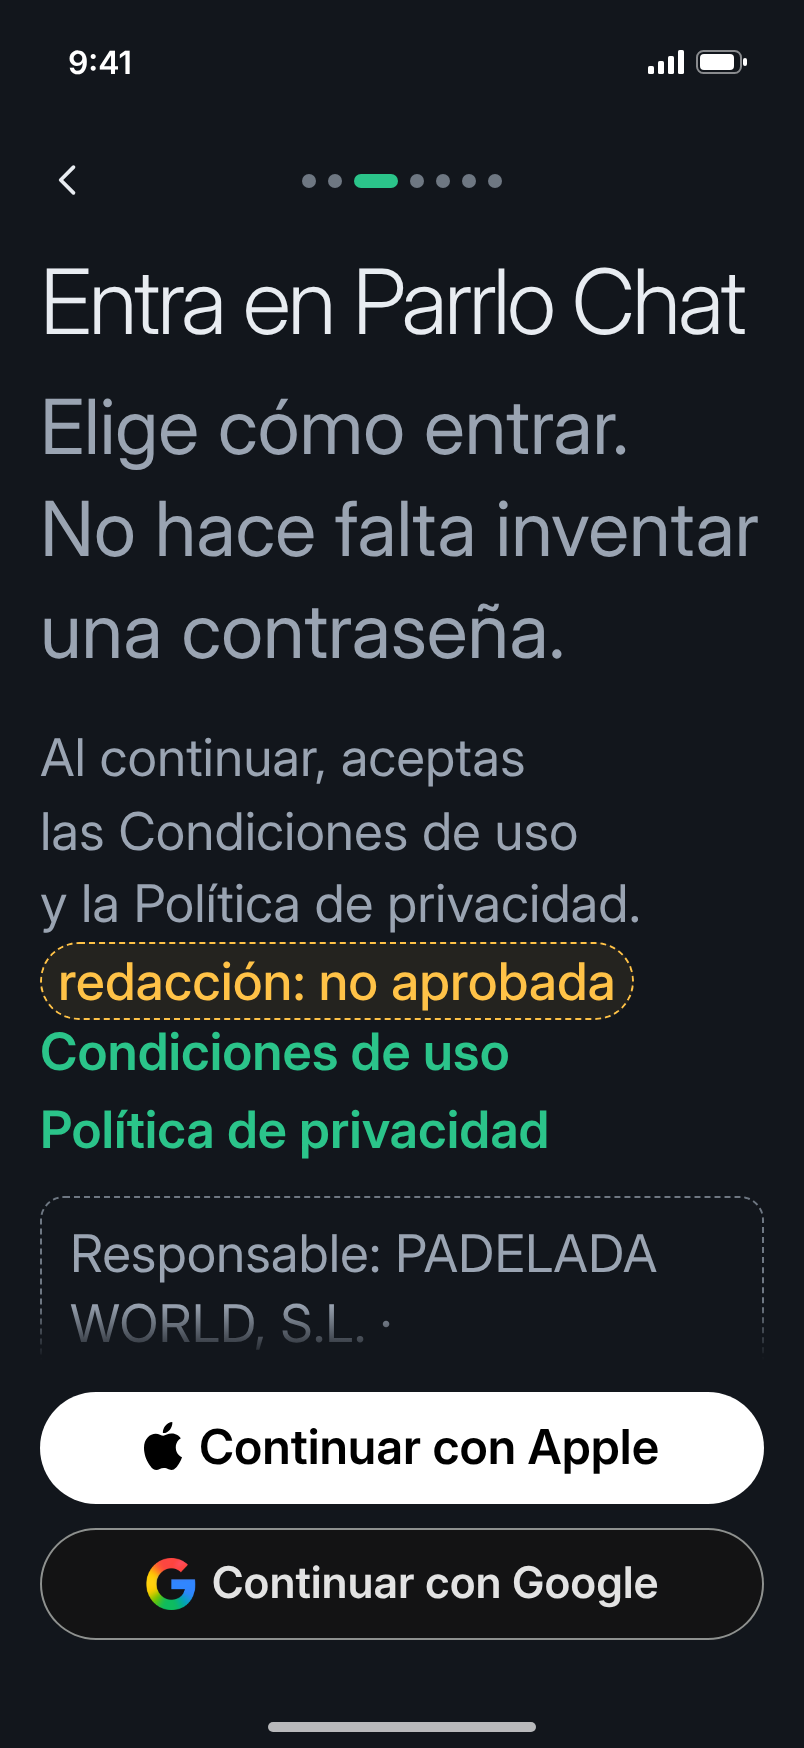 9:41
Entra en Parrlo Chat
Elige cómo entrar.
No hace falta inventar
una contraseña.
Al continuar, aceptas
las Condiciones de uso
y la Política de privacidad.
redacción: no aprobada
Condiciones de uso
Política de privacidad
Responsable: PADELADA
WORLD, S.L. ·
Continuar con Apple
Continuar con Google